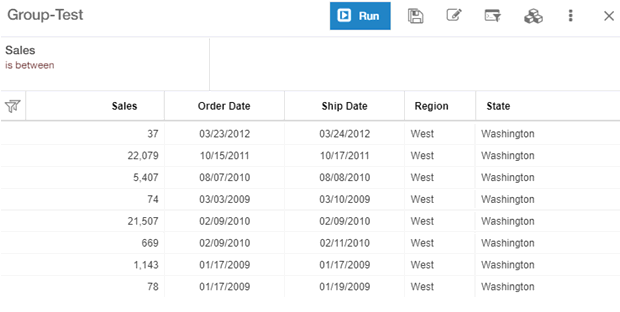 Group-Test Run
Sales
is between
Sales Order Date Ship Date Region State
37 03/23/2012 03/24/2012 West Washington
22,079 10/15/2011 10/17/2011 West Washington
5,407 08/07/2010 08/08/2010 West Washington
74 03/03/2009 03/10/2009 West Washington
21,507 02/09/2010 02/09/2010 West Washington
669 02/09/2010 02/11/2010 West Washington
1,143 01/17/2009 01/17/2009 West Washington
78 01/17/2009 01/19/2009 West Washington